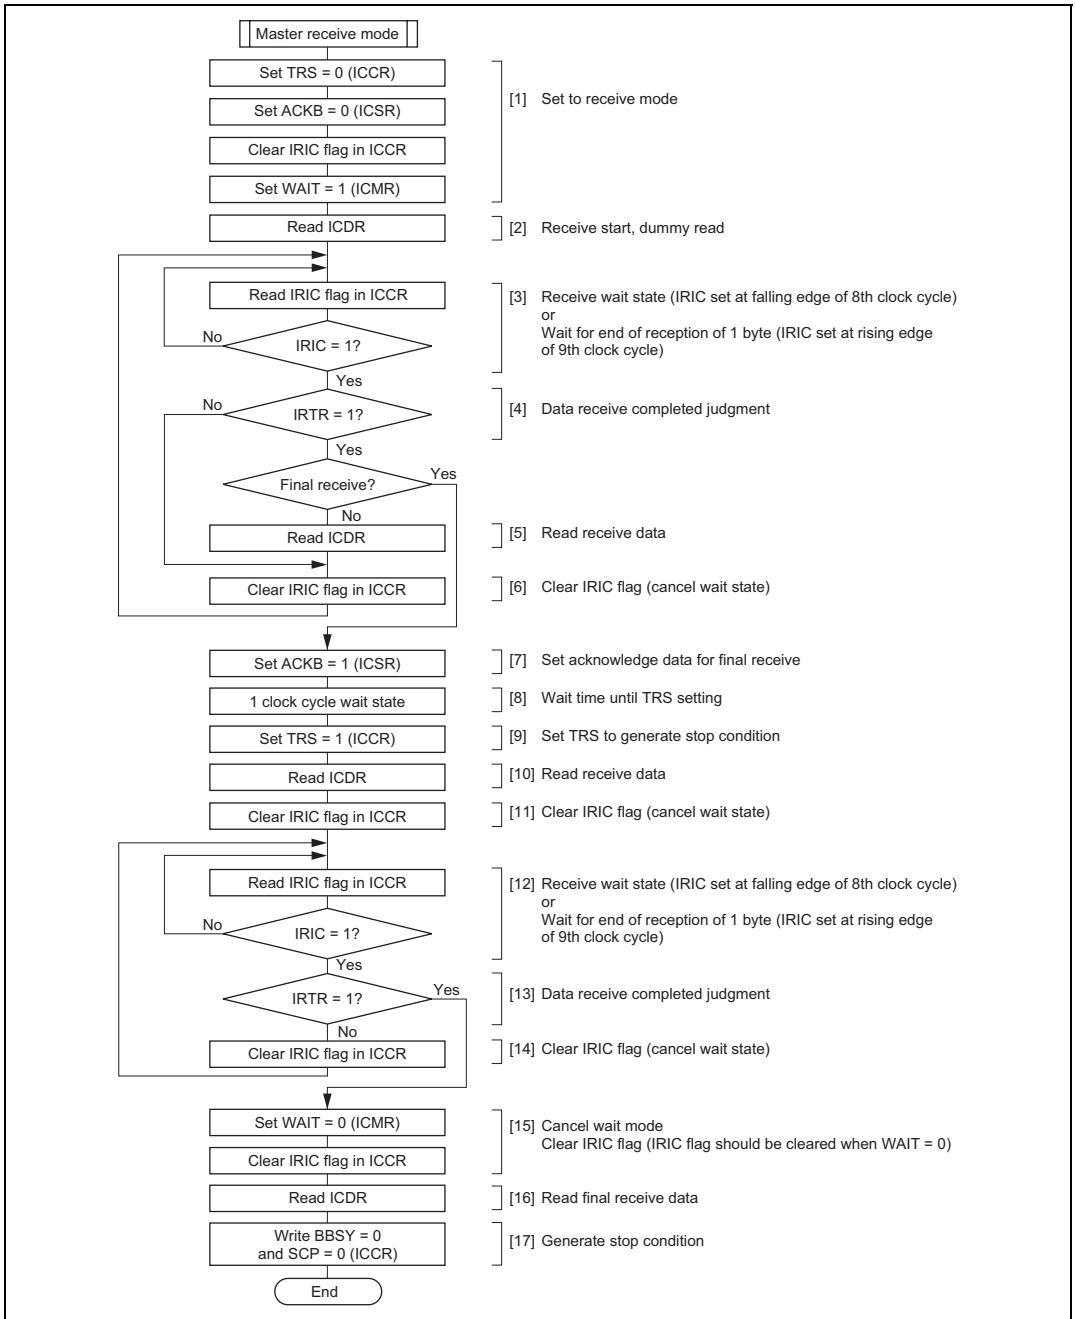 Master receive mode
Set TRS = 0 (ICCR)
[1] Set to receive mode
Set ACKB = 0 (ICSR)
Clear IRIC flag in ICCR
Set WAIT = 1 (ICMR)
Read ICDR
[2] Receive start, dummy read
Read IRIC flag in ICCR
[3] Receive wait state (IRIC set at falling edge of 8th clock cycle)
or
Wait for end of reception of 1 byte (IRIC set at rising edge
of 9th clock cycle)
No
IRIC = 1?
Yes
No
IRTR = 1?
[4] Data receive completed judgment
Yes
Final receive?
Yes
No
Read ICDR
[5] Read receive data
Clear IRIC flag in ICCR
[6] Clear IRIC flag (cancel wait state)
Set ACKB = 1 (ICSR)
[7] Set acknowledge data for final receive
1 clock cycle wait state
[8] Wait time until TRS setting
Set TRS = 1 (ICCR)
[9] Set TRS to generate stop condition
Read ICDR
[10] Read receive data
Clear IRIC flag in ICCR
[11] Clear IRIC flag (cancel wait state)
Read IRIC flag in ICCR
[12] Receive wait state (IRIC set at falling edge of 8th clock cycle)
or
Wait for end of reception of 1 byte (IRIC set at rising edge
of 9th clock cycle)
No
IRIC = 1?
Yes
IRTR = 1?
Yes
[13] Data receive completed judgment
No
Clear IRIC flag in ICCR
[14] Clear IRIC flag (cancel wait state)
Set WAIT = 0 (ICMR)
[15] Cancel wait mode
Clear IRIC flag (IRIC flag should be cleared when WAIT = 0)
Clear IRIC flag in ICCR
Read ICDR
[16] Read final receive data
Write BBSY = 0
and SCP = 0 (ICCR)
[17] Generate stop condition
End